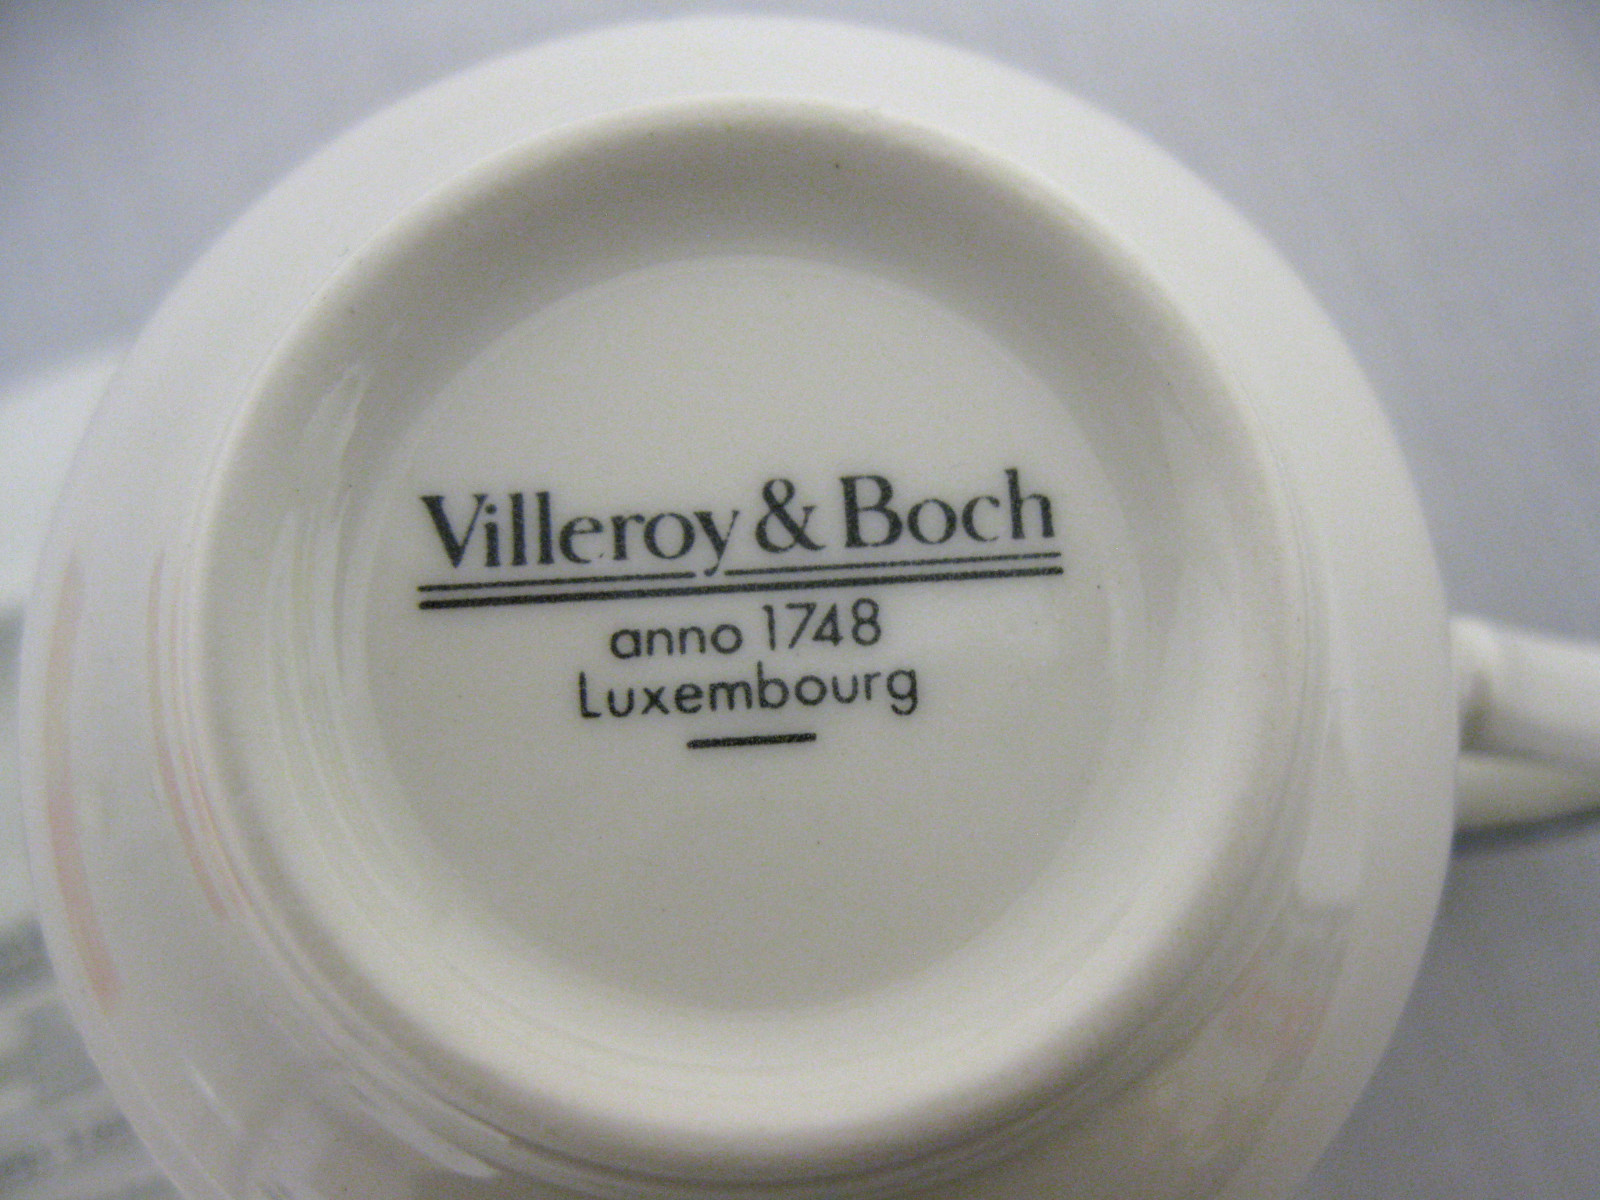 Villeroy & Boch
anno 1748
Luxembourg